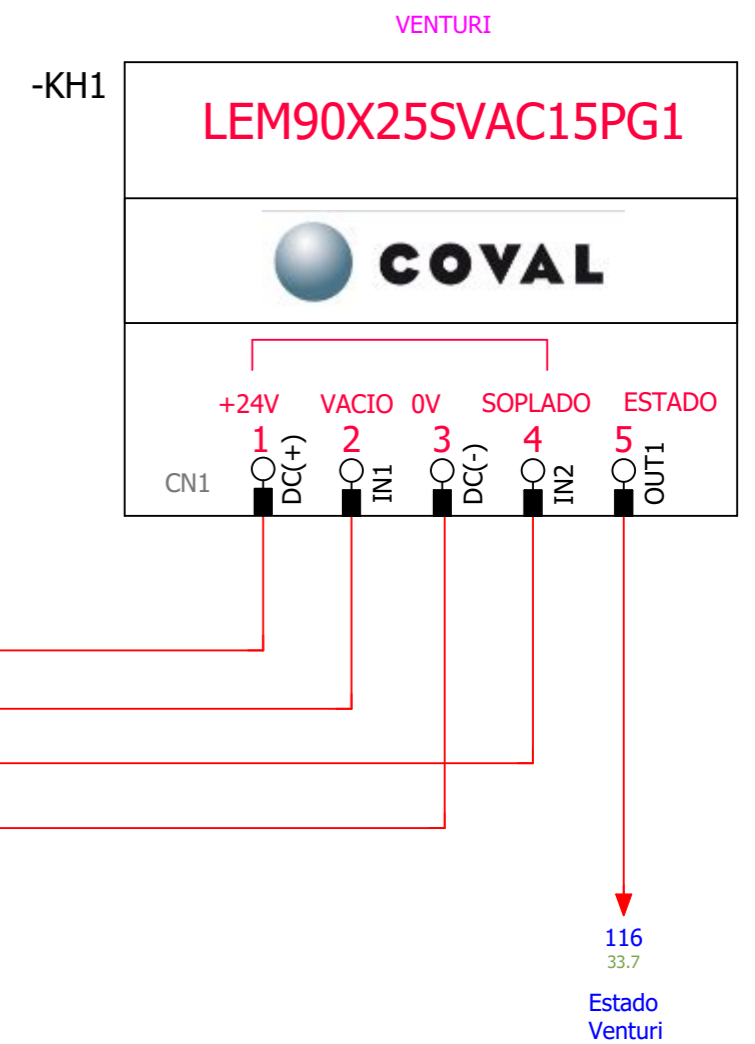 VENTURI
-KH1
LEM90X25SVAC15PG1
COVAL
+24V VACIO 0V SOPLADO ESTADO
1 2 3 4 5
CN1 DC(+) IN1 DC(-) IN2 OUT1
116
33.7
Estado
Venturi